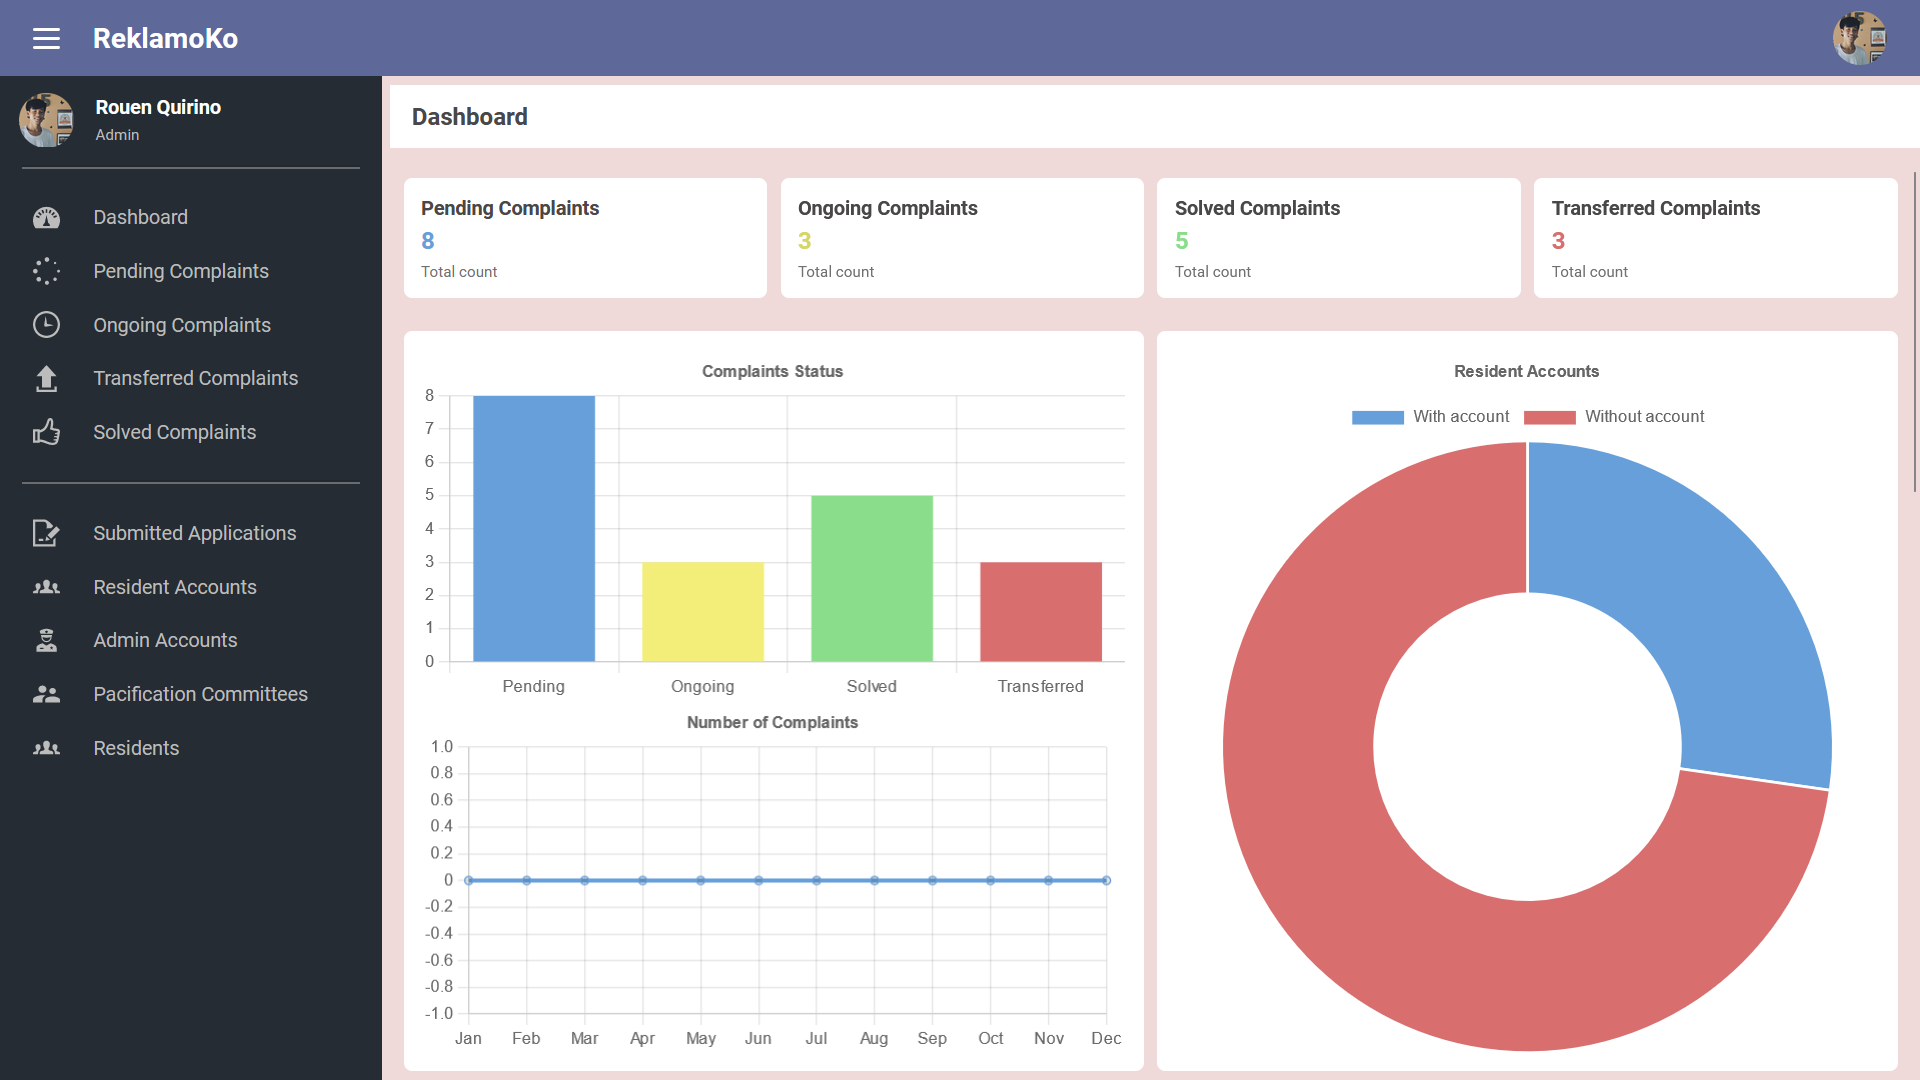 ReklamoKo
Rouen Quirino
Admin
Dashboard
Pending Complaints
Ongoing Complaints
Transferred Complaints
Solved Complaints
Submitted Applications
Resident Accounts
Admin Accounts
Pacification Committees
Residents
Dashboard
Pending Complaints
8
Total count
Ongoing Complaints
3
Total count
Solved Complaints
5
Total count
Transferred Complaints
3
Total count
Complaints Status
8
7
6
5
4
3
2
1
0
Pending Ongoing Solved Transferred
Number of Complaints
1.0
0.8
0.6
0.4
0.2
0
-0.2
-0.4
-0.6
-0.8
-1.0
Jan Feb Mar Apr May Jun Jul Aug Sep Oct Nov Dec
Resident Accounts
With account Without account